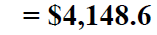 = $4,148.6